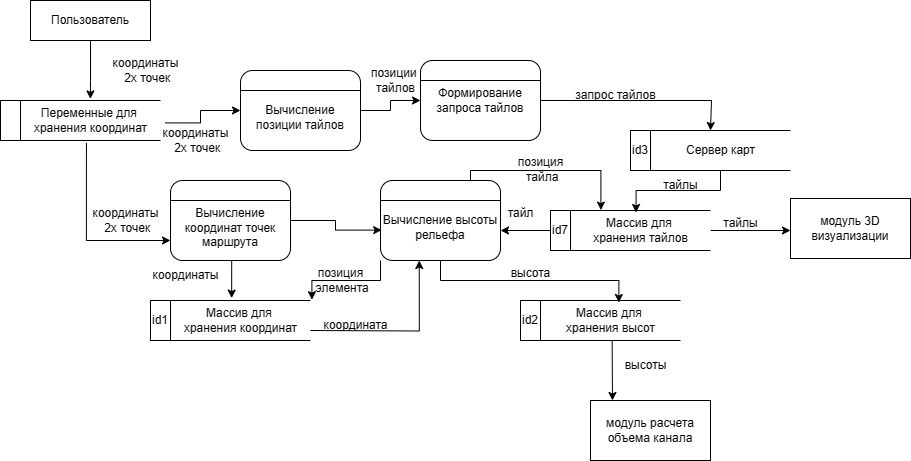 Пользователь
координаты
2х точек
Переменные для
хранения координат
координаты
2х точек
Вычисление
позиции тайлов
позиции
тайлов
Формирование
запроса тайлов
запрос тайлов
id3
Сервер карт
тайлы
координаты
2х точек
Вычисление
координат точек
маршрута
Вычисление высоты
рельефа
позиция
тайла
тайл
id7
Массив для
хранения тайлов
тайлы
модуль 3D
визуализации
координаты
позиция
элемента
id1
Массив для
хранения координат
координата
высота
id2
Массив для
хранения высот
высоты
модуль расчета
объема канала